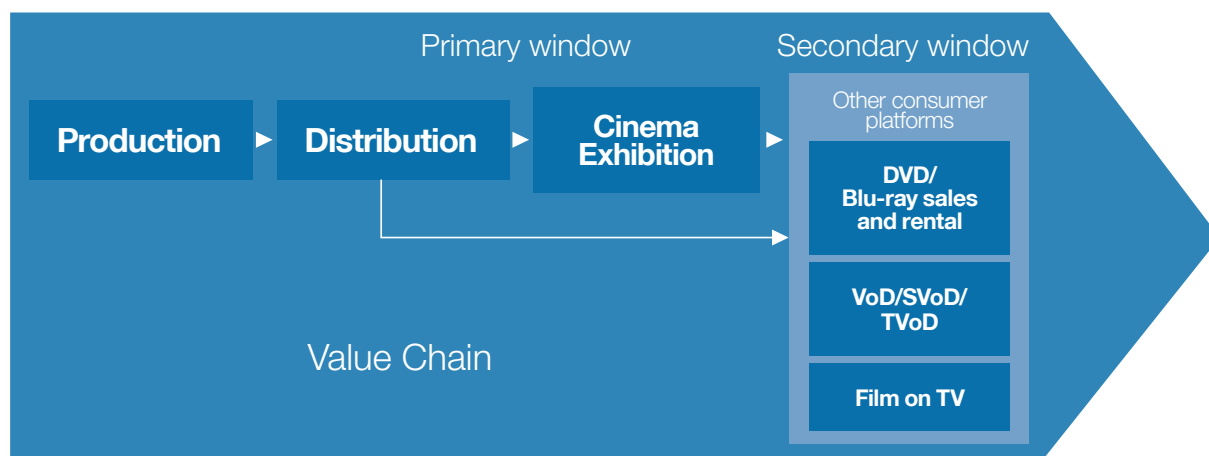 Primary window
Secondary window
Production
Distribution
Cinema
Exhibition
Other consumer
platforms
DVD/
Blu-ray sales
and rental
VoD/SVoD/
TVoD
Film on TV
Value Chain